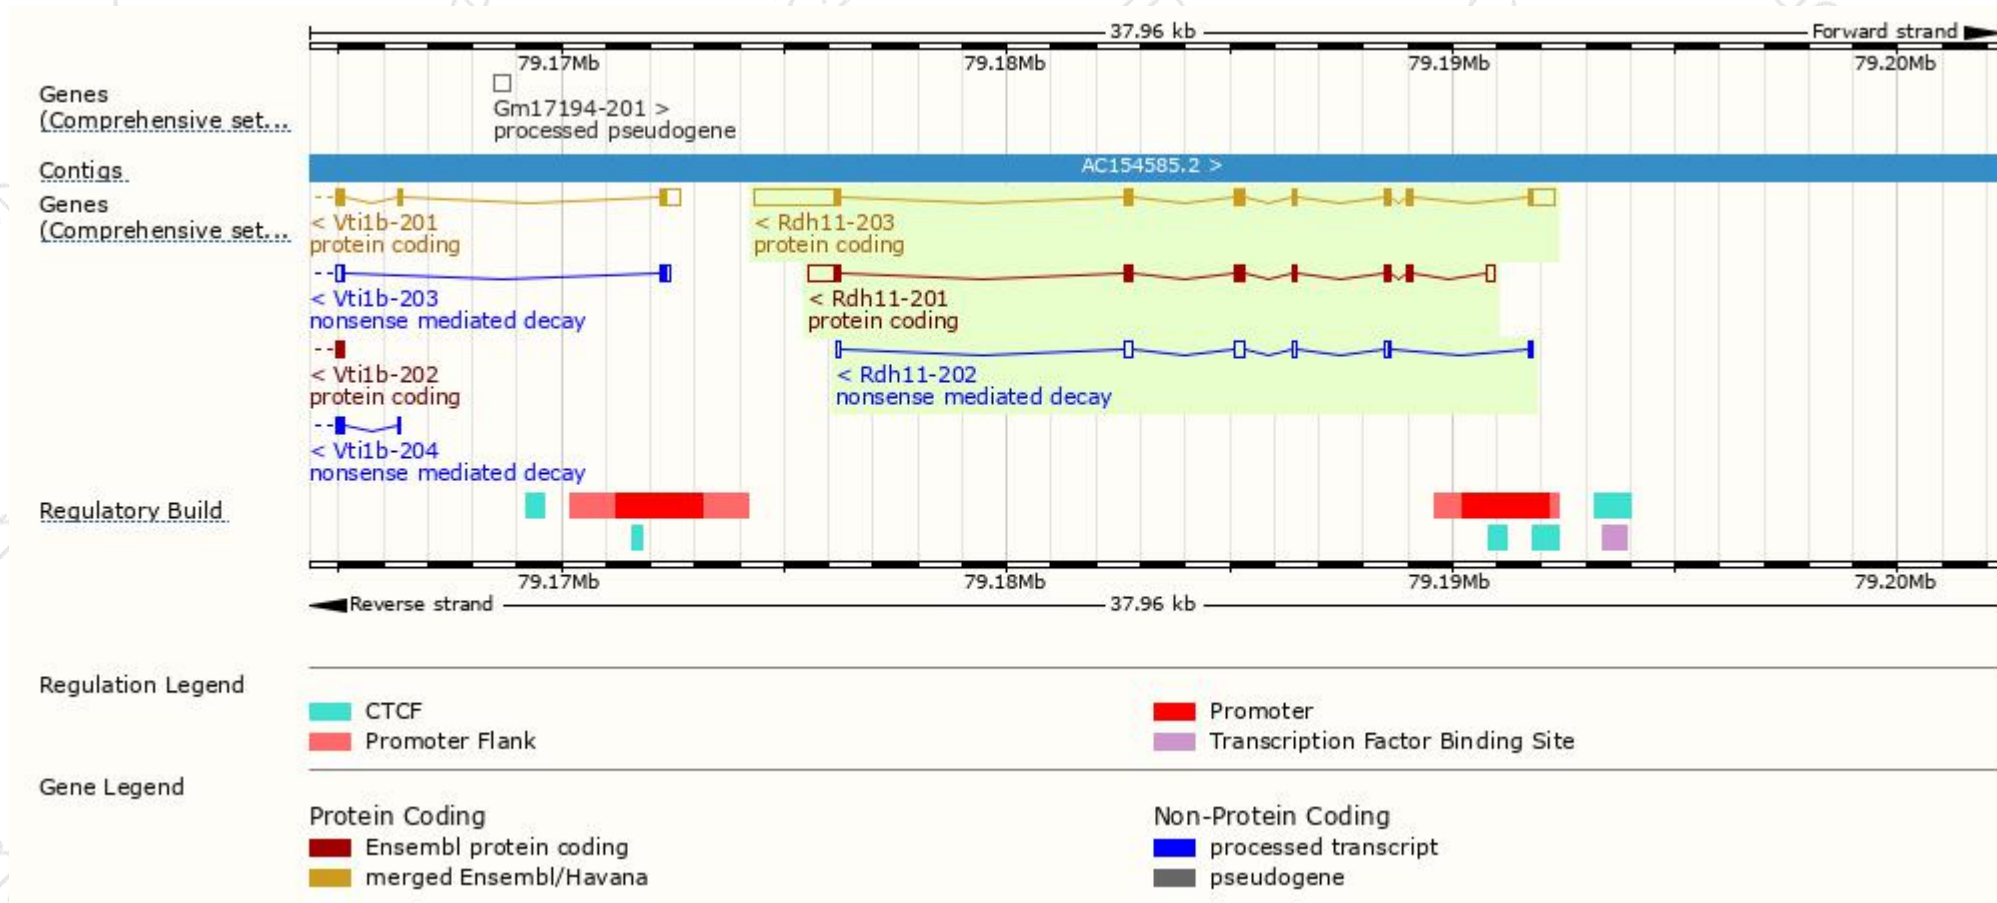 37.96 kb Forward strand
79.17Mb 79.18Mb 79.19Mb 79.20Mb
Genes
(Comprehensive set...
Gm17194-201 >
processed pseudogene
Contigs
AC154585.2 >
Genes
(Comprehensive set...
< Vti1b-201
protein coding
< Rdh11-203
protein coding
< Vti1b-203
nonsense mediated decay
< Rdh11-201
protein coding
< Vti1b-202
protein coding
< Rdh11-202
nonsense mediated decay
< Vti1b-204
nonsense mediated decay
Regulatory Build
79.17Mb 79.18Mb 79.19Mb 79.20Mb
Reverse strand 37.96 kb
Regulation Legend
CTCF
Promoter
Promoter Flank
Transcription Factor Binding Site
Gene Legend
Protein Coding
Non-Protein Coding
Ensembl protein coding
processed transcript
merged Ensembl/Havana
pseudogene